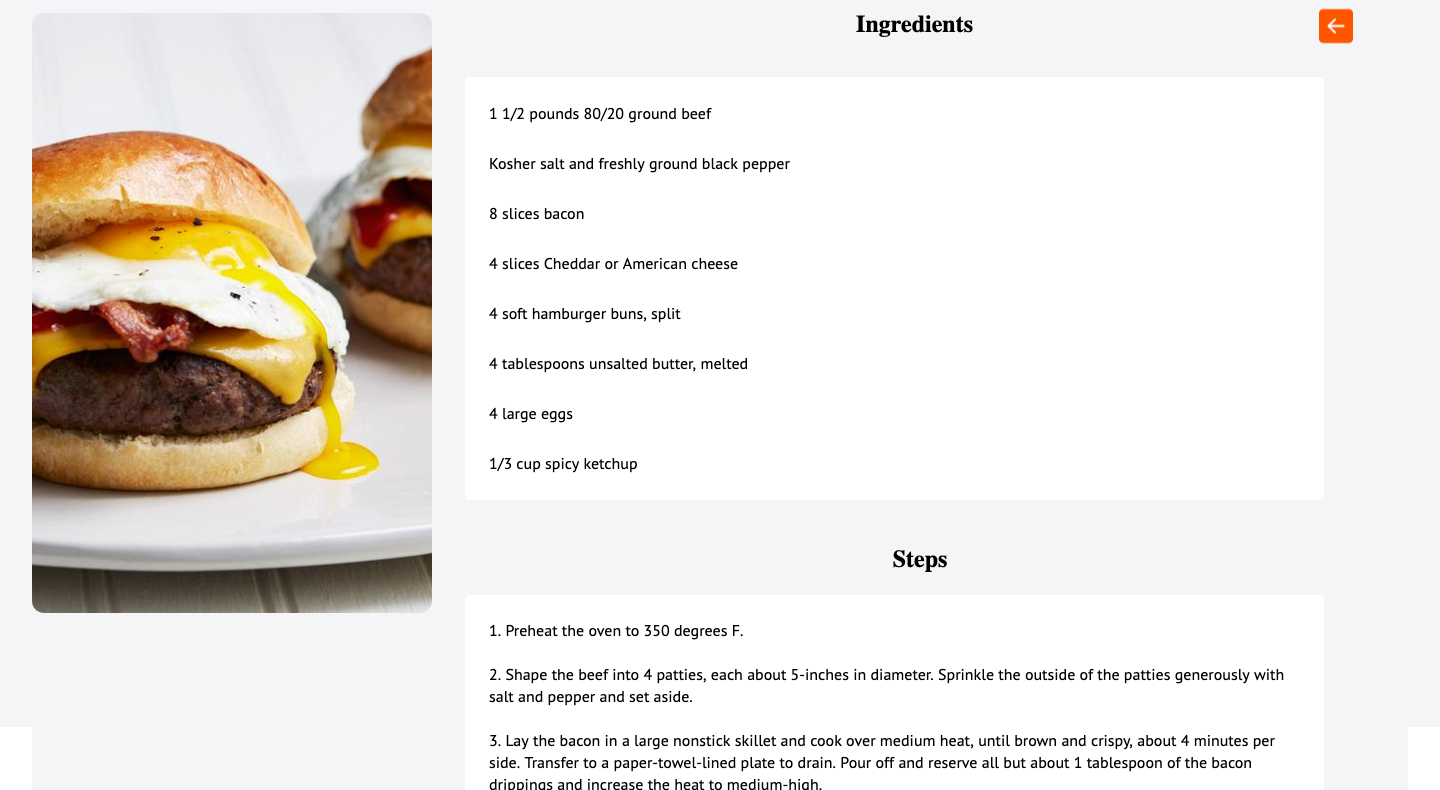 Ingredients
1 1/2 pounds 80/20 ground beef
Kosher salt and freshly ground black pepper
8 slices bacon
4 slices Cheddar or American cheese
4 soft hamburger buns, split
4 tablespoons unsalted butter, melted
4 large eggs
1/3 cup spicy ketchup
Steps
1. Preheat the oven to 350 degrees F.
2. Shape the beef into 4 patties, each about 5-inches in diameter. Sprinkle the outside of the patties generously with
salt and pepper and set aside.
3. Lay the bacon in a large nonstick skillet and cook over medium heat, until brown and crispy, about 4 minutes per
side. Transfer to a paper-towel-lined plate to drain. Pour off and reserve all but about 1 tablespoon of the bacon
drippings and increase the heat to medium-high.